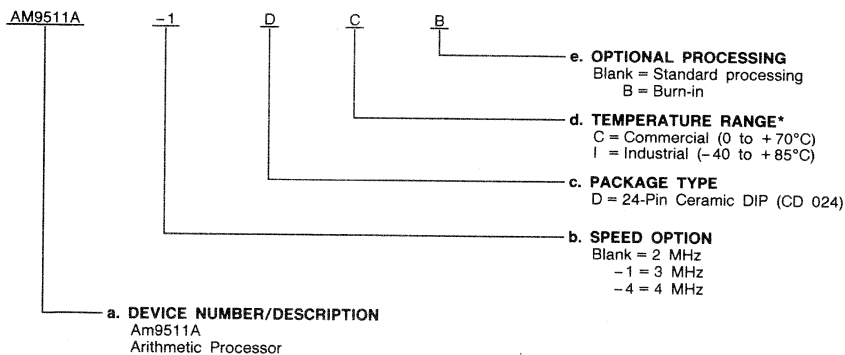 AM9511A -1 D C B
e. OPTIONAL PROCESSING
Blank = Standard processing
B = Burn-in
d. TEMPERATURE RANGE*
C = Commercial (0 to +70°C)
I = Industrial (-40 to +85°C)
c. PACKAGE TYPE
D = 24-Pin Ceramic DIP (CD 024)
b. SPEED OPTION
Blank = 2 MHz
-1 = 3 MHz
-4 = 4 MHz
a. DEVICE NUMBER/DESCRIPTION
Am9511A
Arithmetic Processor